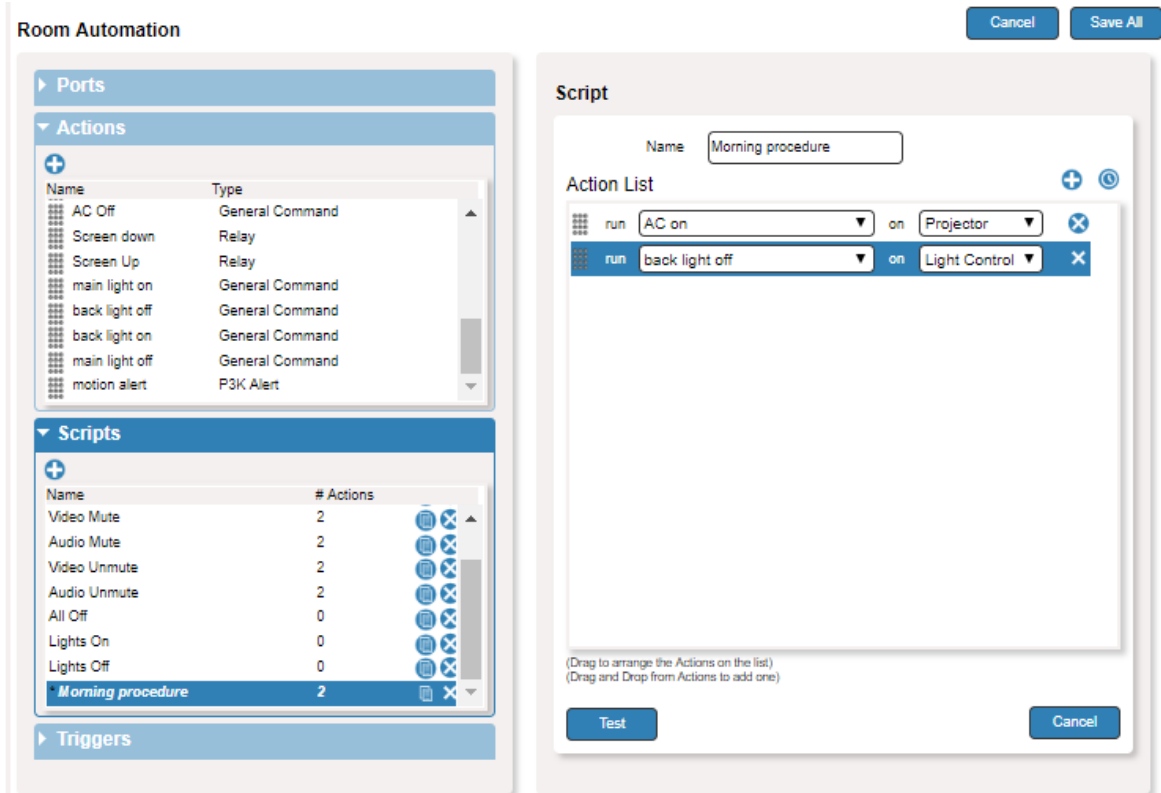 Room Automation
Cancel
Save All
Ports
Actions
Name Type
AC Off General Command
Screen down Relay
Screen Up Relay
main light on General Command
back light off General Command
back light on General Command
main light off General Command
motion alert P3K Alert
Scripts
Name # Actions
Video Mute 2
Audio Mute 2
Video Unmute 2
Audio Unmute 2
All Off 0
Lights On 0
Lights Off 0
*Morning procedure 2
Triggers
Script
Name Morning procedure
Action List
run AC on on Projector
run back light off on Light Control
(Drag to arrange the Actions on the list)
(Drag and Drop from Actions to add one)
Test
Cancel